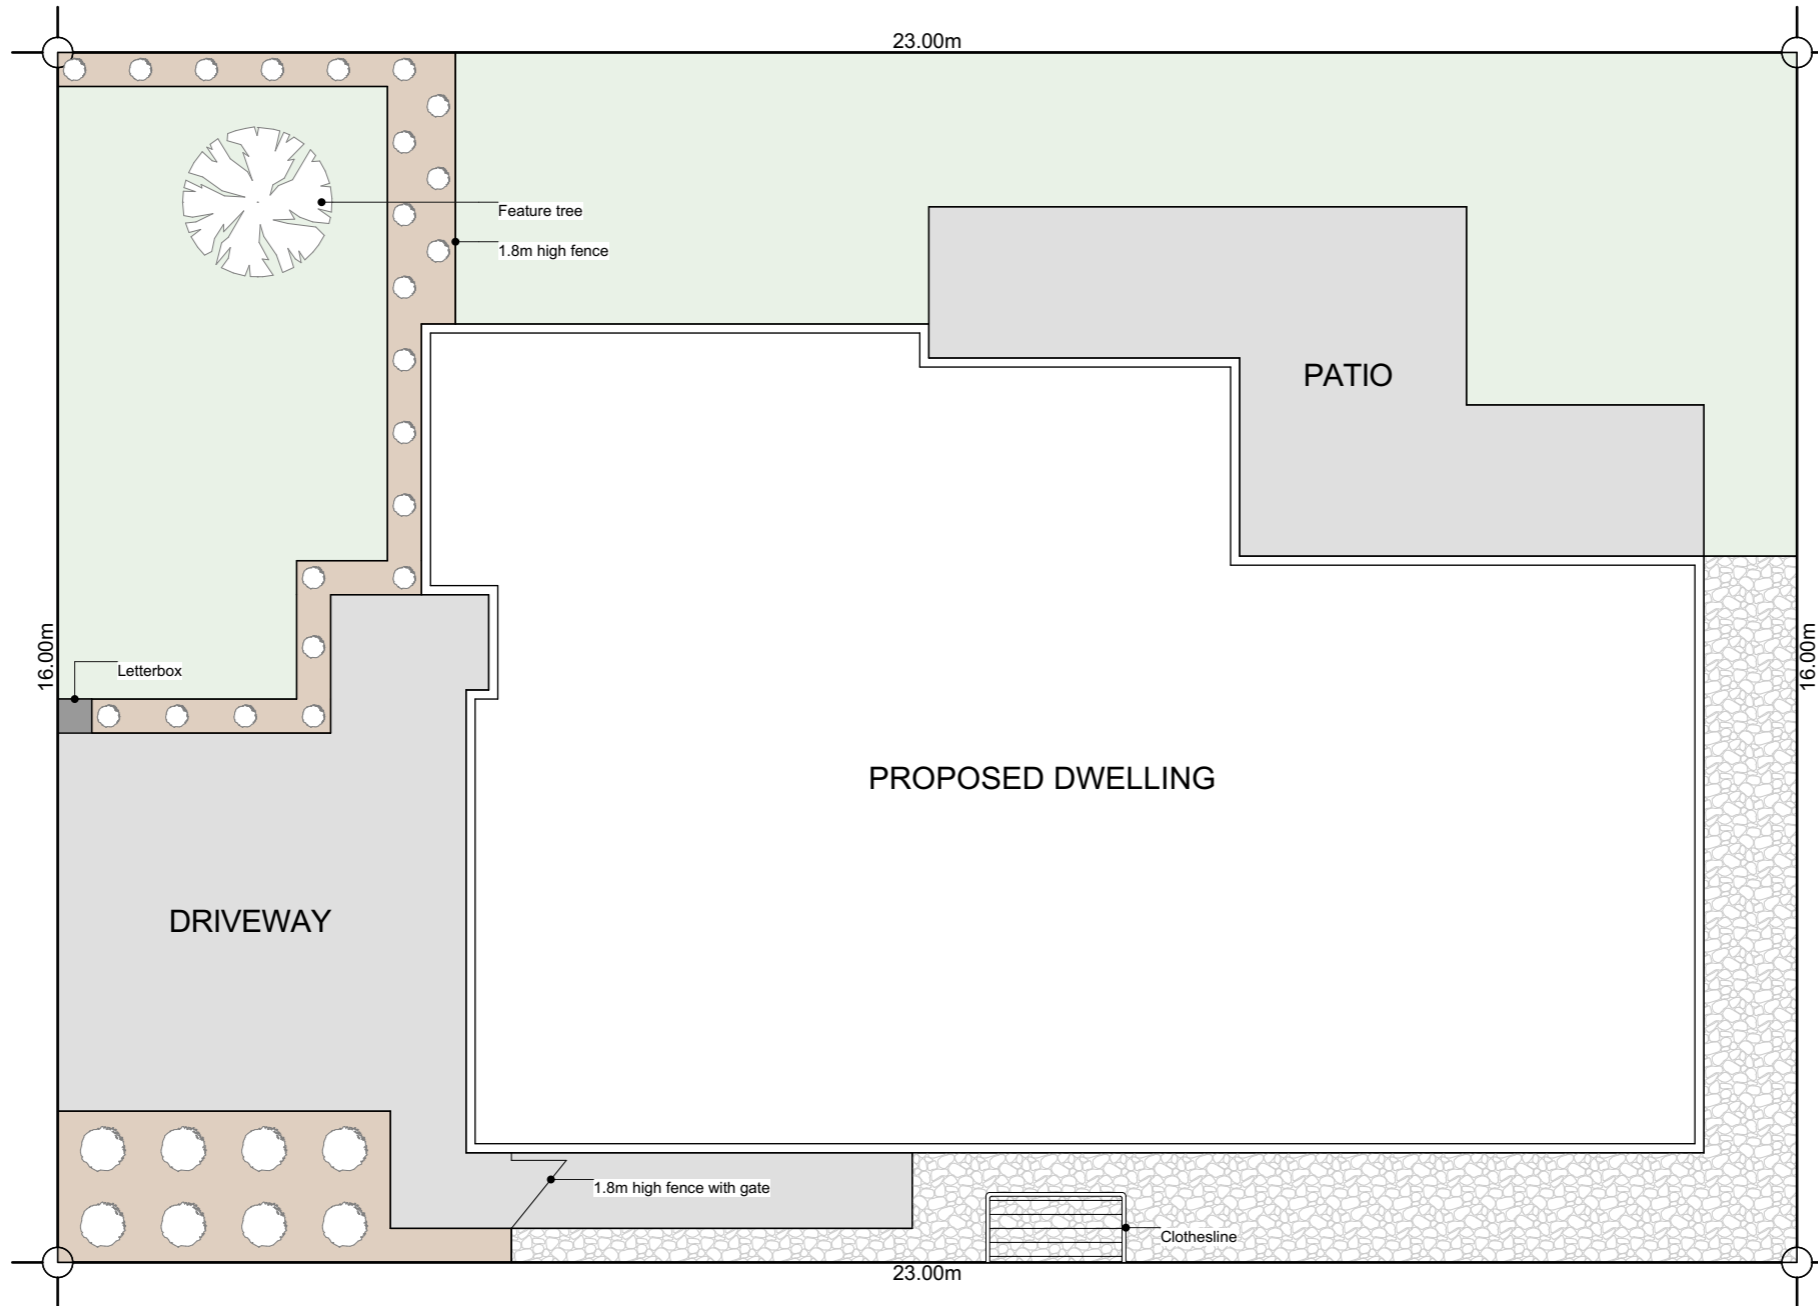 23.00m
Feature tree
1.8m high fence
PATIO
16.00m
Letterbox
16.00m
PROPOSED DWELLING
DRIVEWAY
1.8m high fence with gate
Clothesline
23.00m